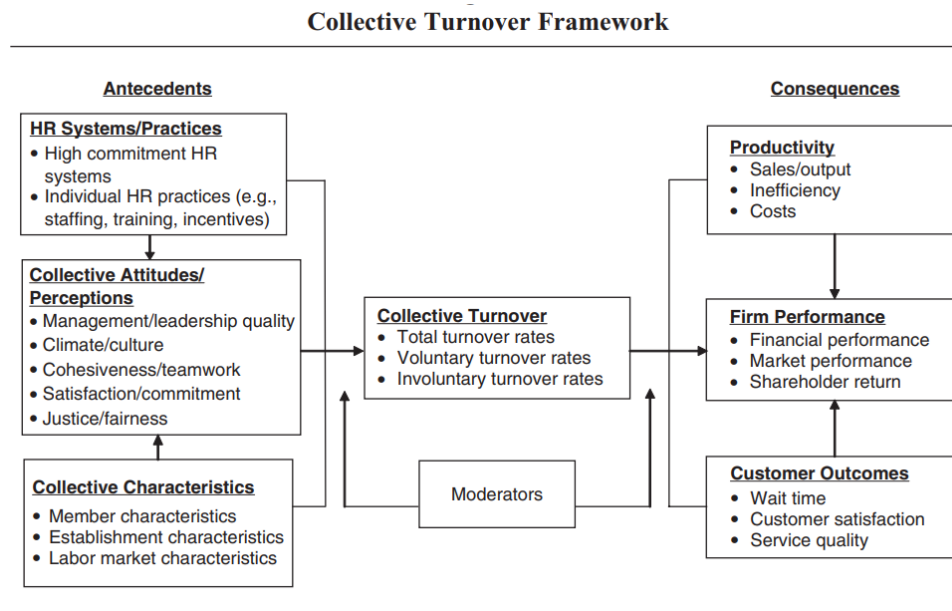 Collective Turnover Framework
Antecedents
HR Systems/Practices
• High commitment HR
systems
• Individual HR practices (e.g.,
staffing, training, incentives)
Collective Attitudes/
Perceptions
• Management/leadership quality
• Climate/culture
• Cohesiveness/teamwork
• Satisfaction/commitment
• Justice/fairness
Collective Characteristics
• Member characteristics
• Establishment characteristics
• Labor market characteristics
Collective Turnover
• Total turnover rates
• Voluntary turnover rates
• Involuntary turnover rates
Moderators
Consequences
Productivity
• Sales/output
• Inefficiency
• Costs
Firm Performance
• Financial performance
• Market performance
• Shareholder return
Customer Outcomes
• Wait time
• Customer satisfaction
• Service quality